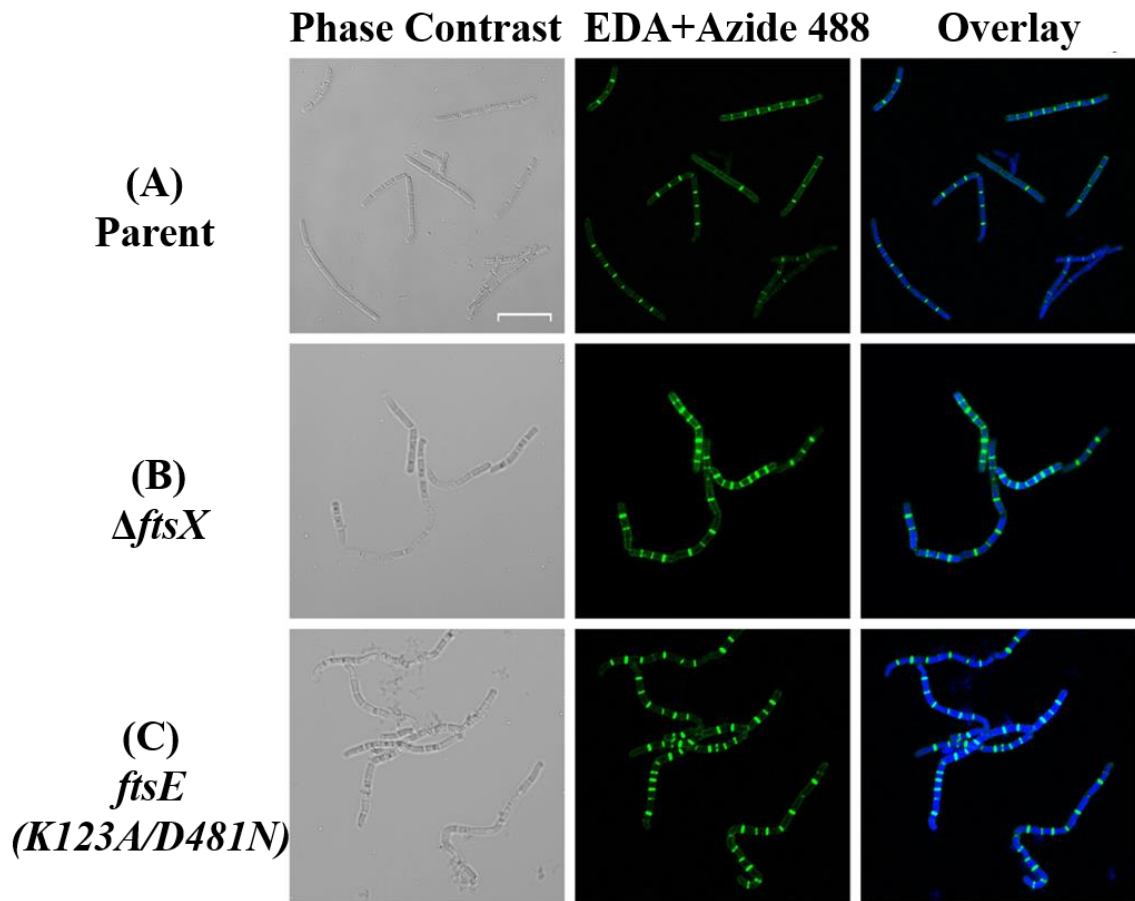 Phase Contrast EDA+Azide 488 Overlay
(A)
Parent
(B)
ΔftsX
(C)
ftsE
(K123A/D481N)